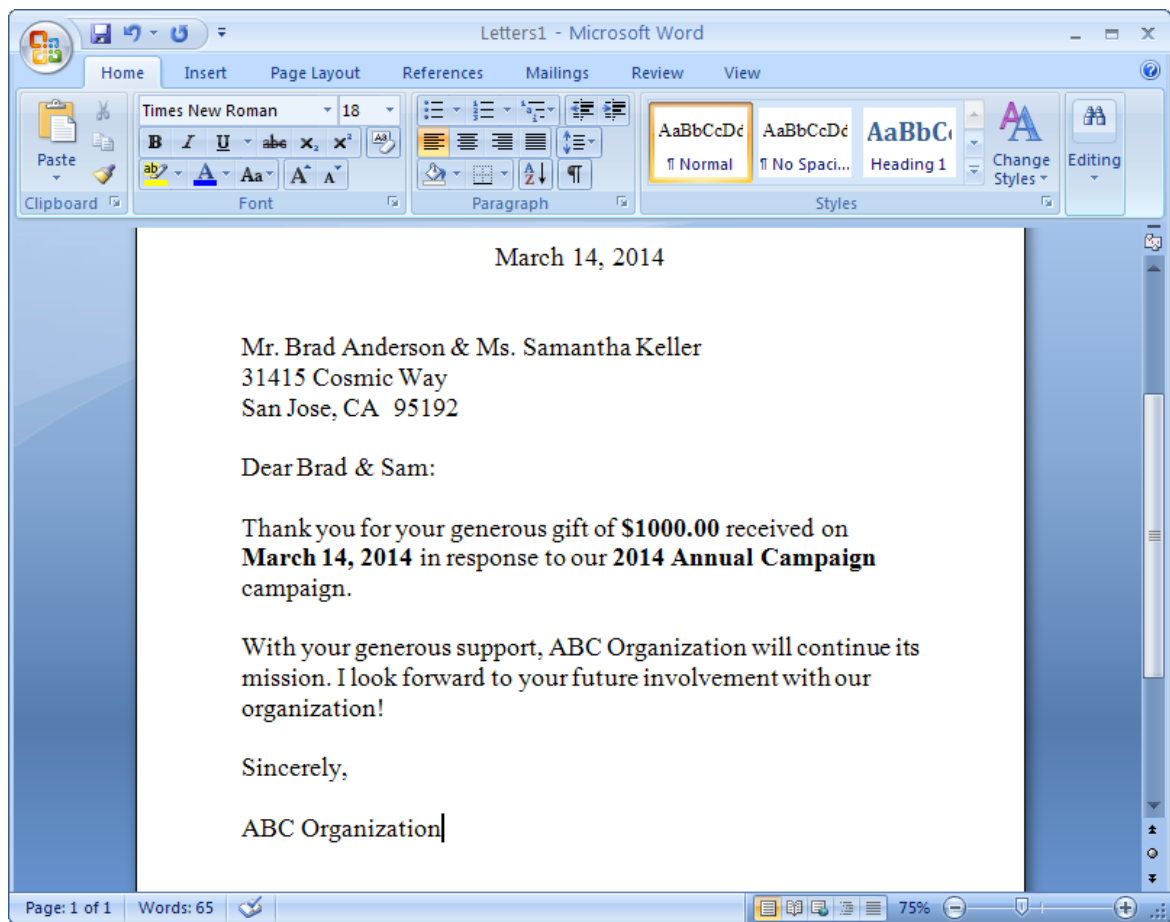 Letters1 - Microsoft Word
Home Insert Page Layout References Mailings Review View
Times New Roman 18
Paste
B I U abc X₂ X² Aa
ab A Aa A A
AaBbCcDd AaBbCcDd AaBbC
¶ Normal ¶ No Spaci... Heading 1
Change Styles
Editing
Clipboard Font Paragraph Styles
March 14, 2014
Mr. Brad Anderson & Ms. Samantha Keller
31415 Cosmic Way
San Jose, CA 95192
Dear Brad & Sam:
Thank you for your generous gift of $1000.00 received on
March 14, 2014 in response to our 2014 Annual Campaign
campaign.
With your generous support, ABC Organization will continue its
mission. I look forward to your future involvement with our
organization!
Sincerely,
ABC Organization
Page: 1 of 1 Words: 65 75%